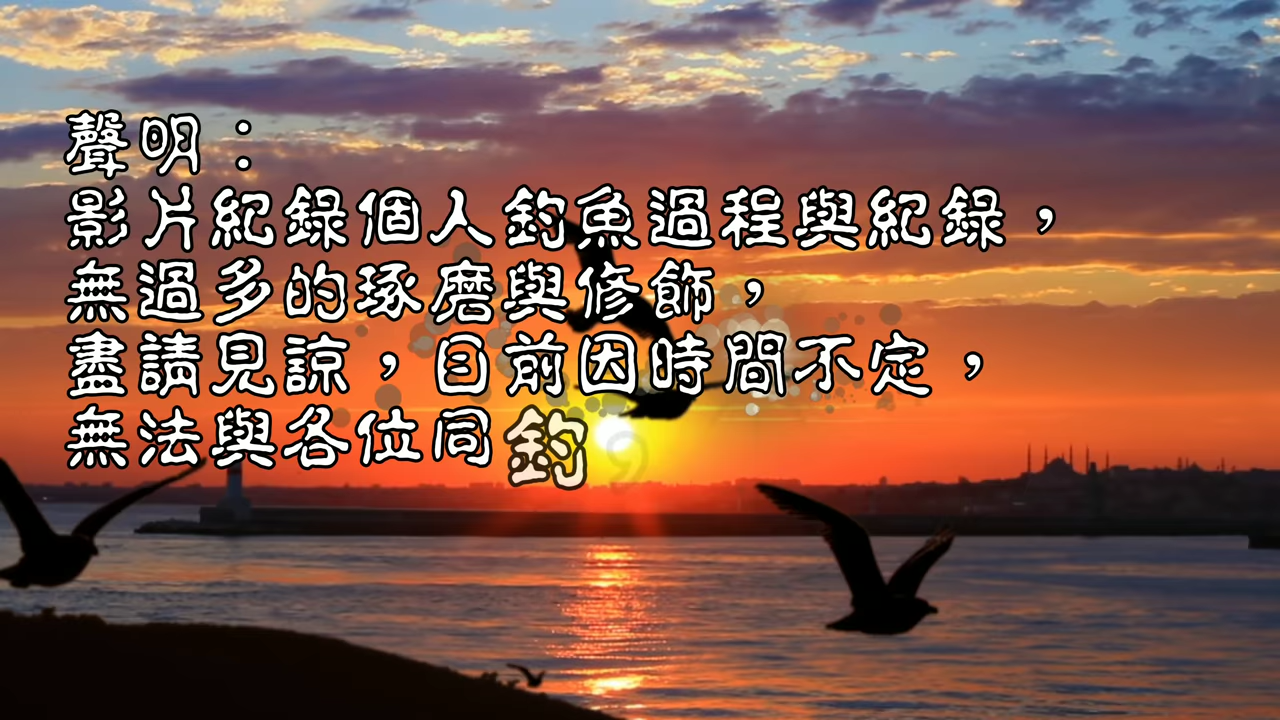 聲明：
影片紀錄個人釣魚過程與紀錄，
無過多的琢磨與修飾，
盡請見諒，目前因時間不定，
無法與各位同釣，